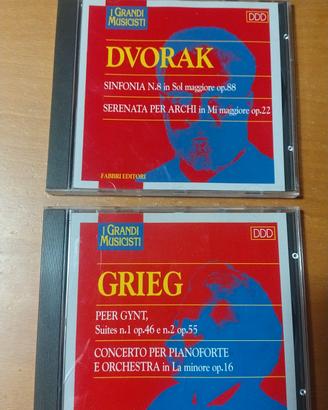 I GRANDI
MUSICISTI
DDD
DVORAK
SINFONIA N.8 in Sol maggiore op.88
SERENATA PER ARCHI in Mi maggiore op.22
FABBRI EDITORI
I GRANDI
MUSICISTI
DDD
GRIEG
PEER GYNT,
Suites n.1 op.46 e n.2 op.55
CONCERTO PER PIANOFORTE
E ORCHESTRA in La minore op.16